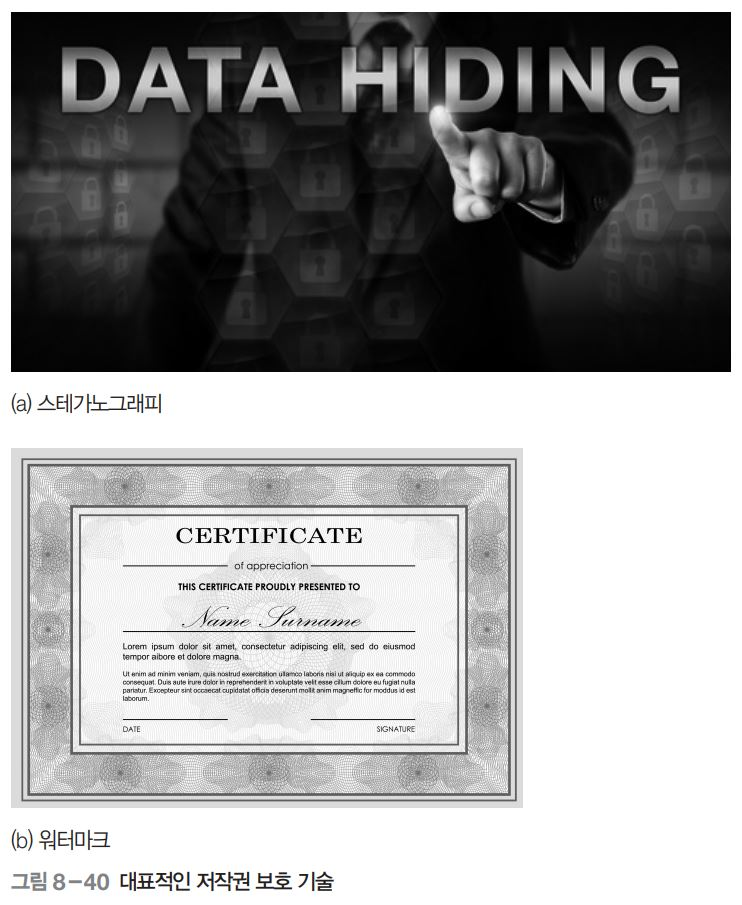 DATA HIDING
(a) 스테가노그래피
CERTIFICATE
of appreciation
THIS CERTIFICATE PROUDLY PRESENTED TO
Name Surname
Lorem ipsum dolor sit amet, consectetur adipiscing elit, sed do eiusmod
tempor aibore et dolore magna.
Ut enim ad minim veniam, quis nostrud exercitation ullamco laboris nisi ut aliquip ex ea commodo
consequat. Duis aute irure dolor in reprehenderit in voluptate velit esse cillum dolore eu fugiat nulla
pariatur. Excepteur sint occaecat cupidatat officia deserunt mollit anim magneffic for moddus id est
laborum.
DATE SIGNATURE
(b) 워터마크
그림 8-40 대표적인 저작권 보호 기술